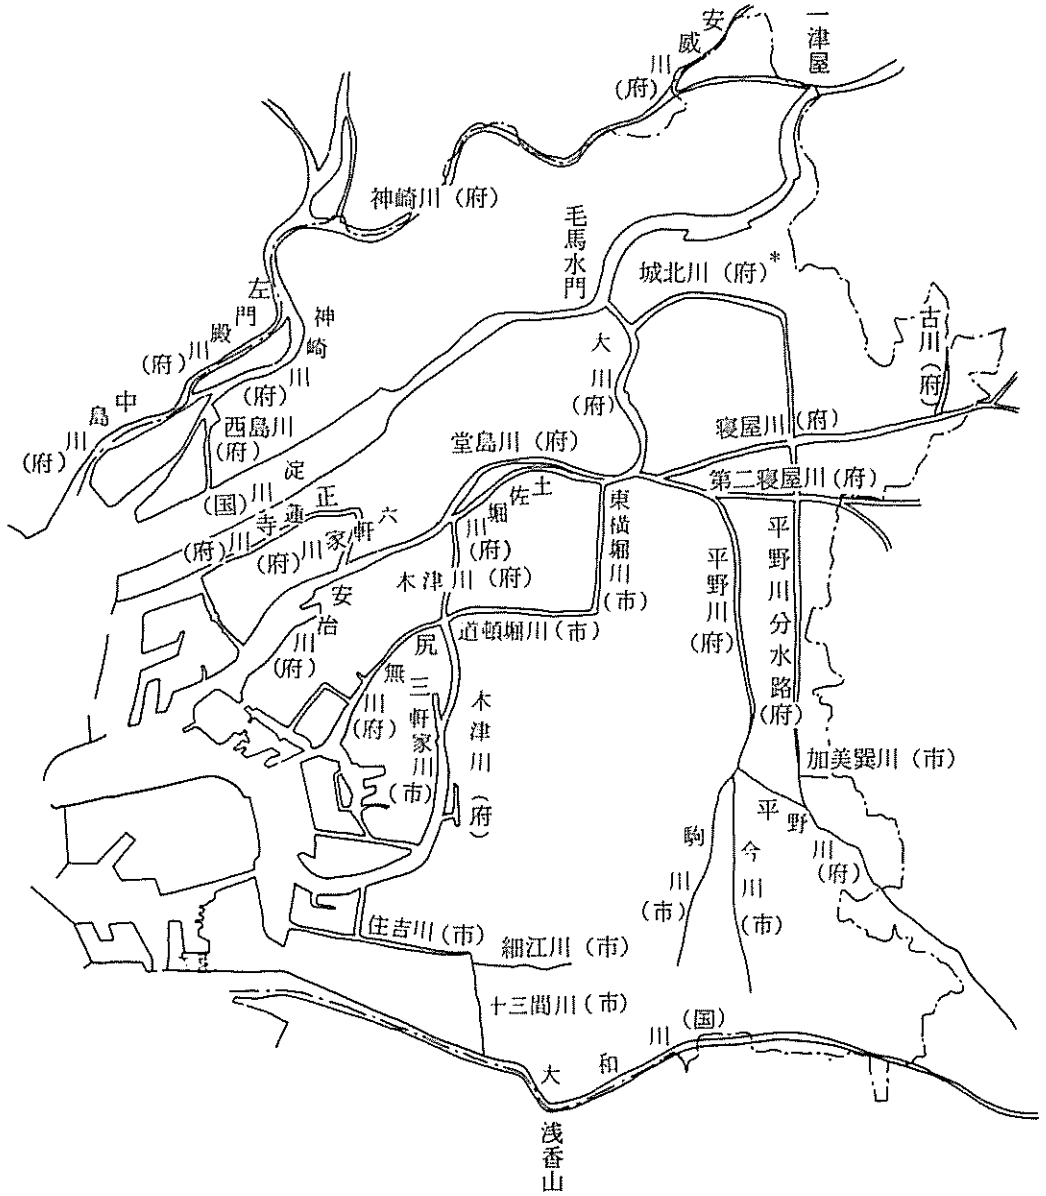 安威川(府)
一津屋
神崎川(府)
毛馬水門
城北川(府)*
古川(府)
左門殿川(府)
神崎川(府)
中島川(府)
西島川(府)
大川(府)
寝屋川(府)
第二寝屋川(府)
堂島川(府)
土佐堀川(府)
淀川(国)
正蓮寺川(府)
六軒家川(府)
東横堀川(市)
平野川(府)
平野川分水路(府)
木津川(府)
安治川(府)
道頓堀川(市)
尻無川(府)
三軒家川(市)
木津川(府)
加美巽川(市)
平野川(府)
駒川(市)
今川(市)
住吉川(市)
細江川(市)
十三間川(市)
大和川(国)
浅香山